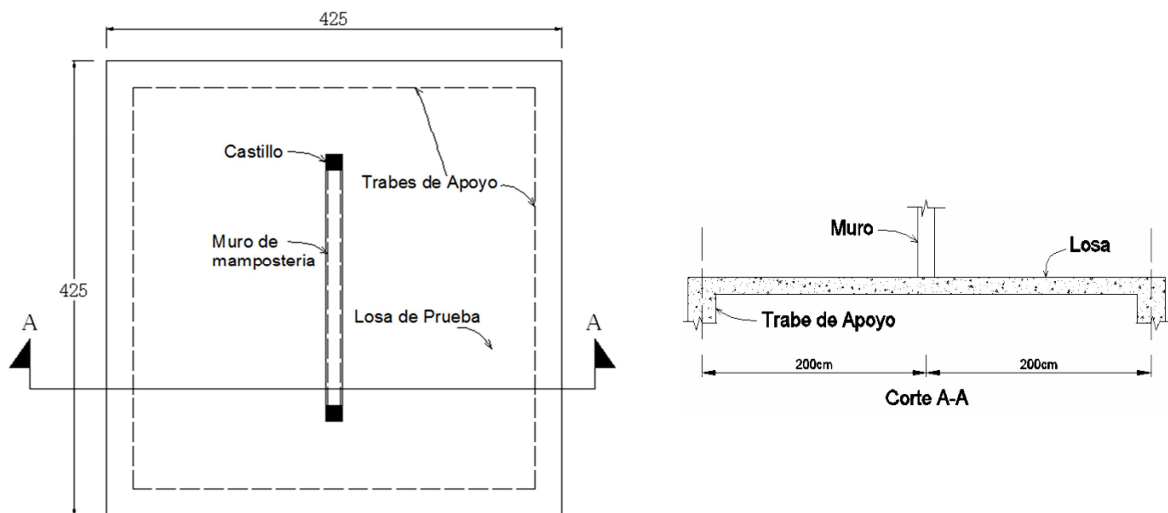 425
Castillo
Trabes de Apoyo
Muro de
mamposteria
425
A
A
Losa de Prueba
Muro
Losa
Trabe de Apoyo
200cm
200cm
Corte A-A